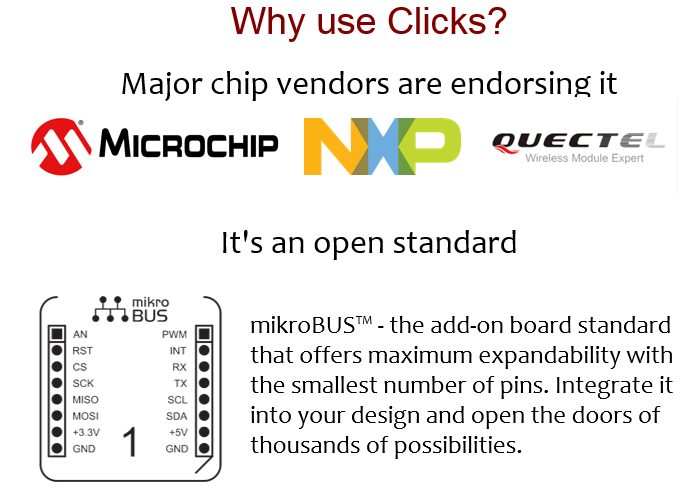 Why use Clicks?
Major chip vendors are endorsing it
MICROCHIP
NXP
QUECTEL
Wireless Module Expert
It's an open standard
mikro
BUS
AN PWM
RST INT
CS RX
SCK TX
MISO SCL
MOSI SDA
+3.3V +5V
GND GND
1
mikroBUS™ - the add-on board standard
that offers maximum expandability with
the smallest number of pins. Integrate it
into your design and open the doors of
thousands of possibilities.